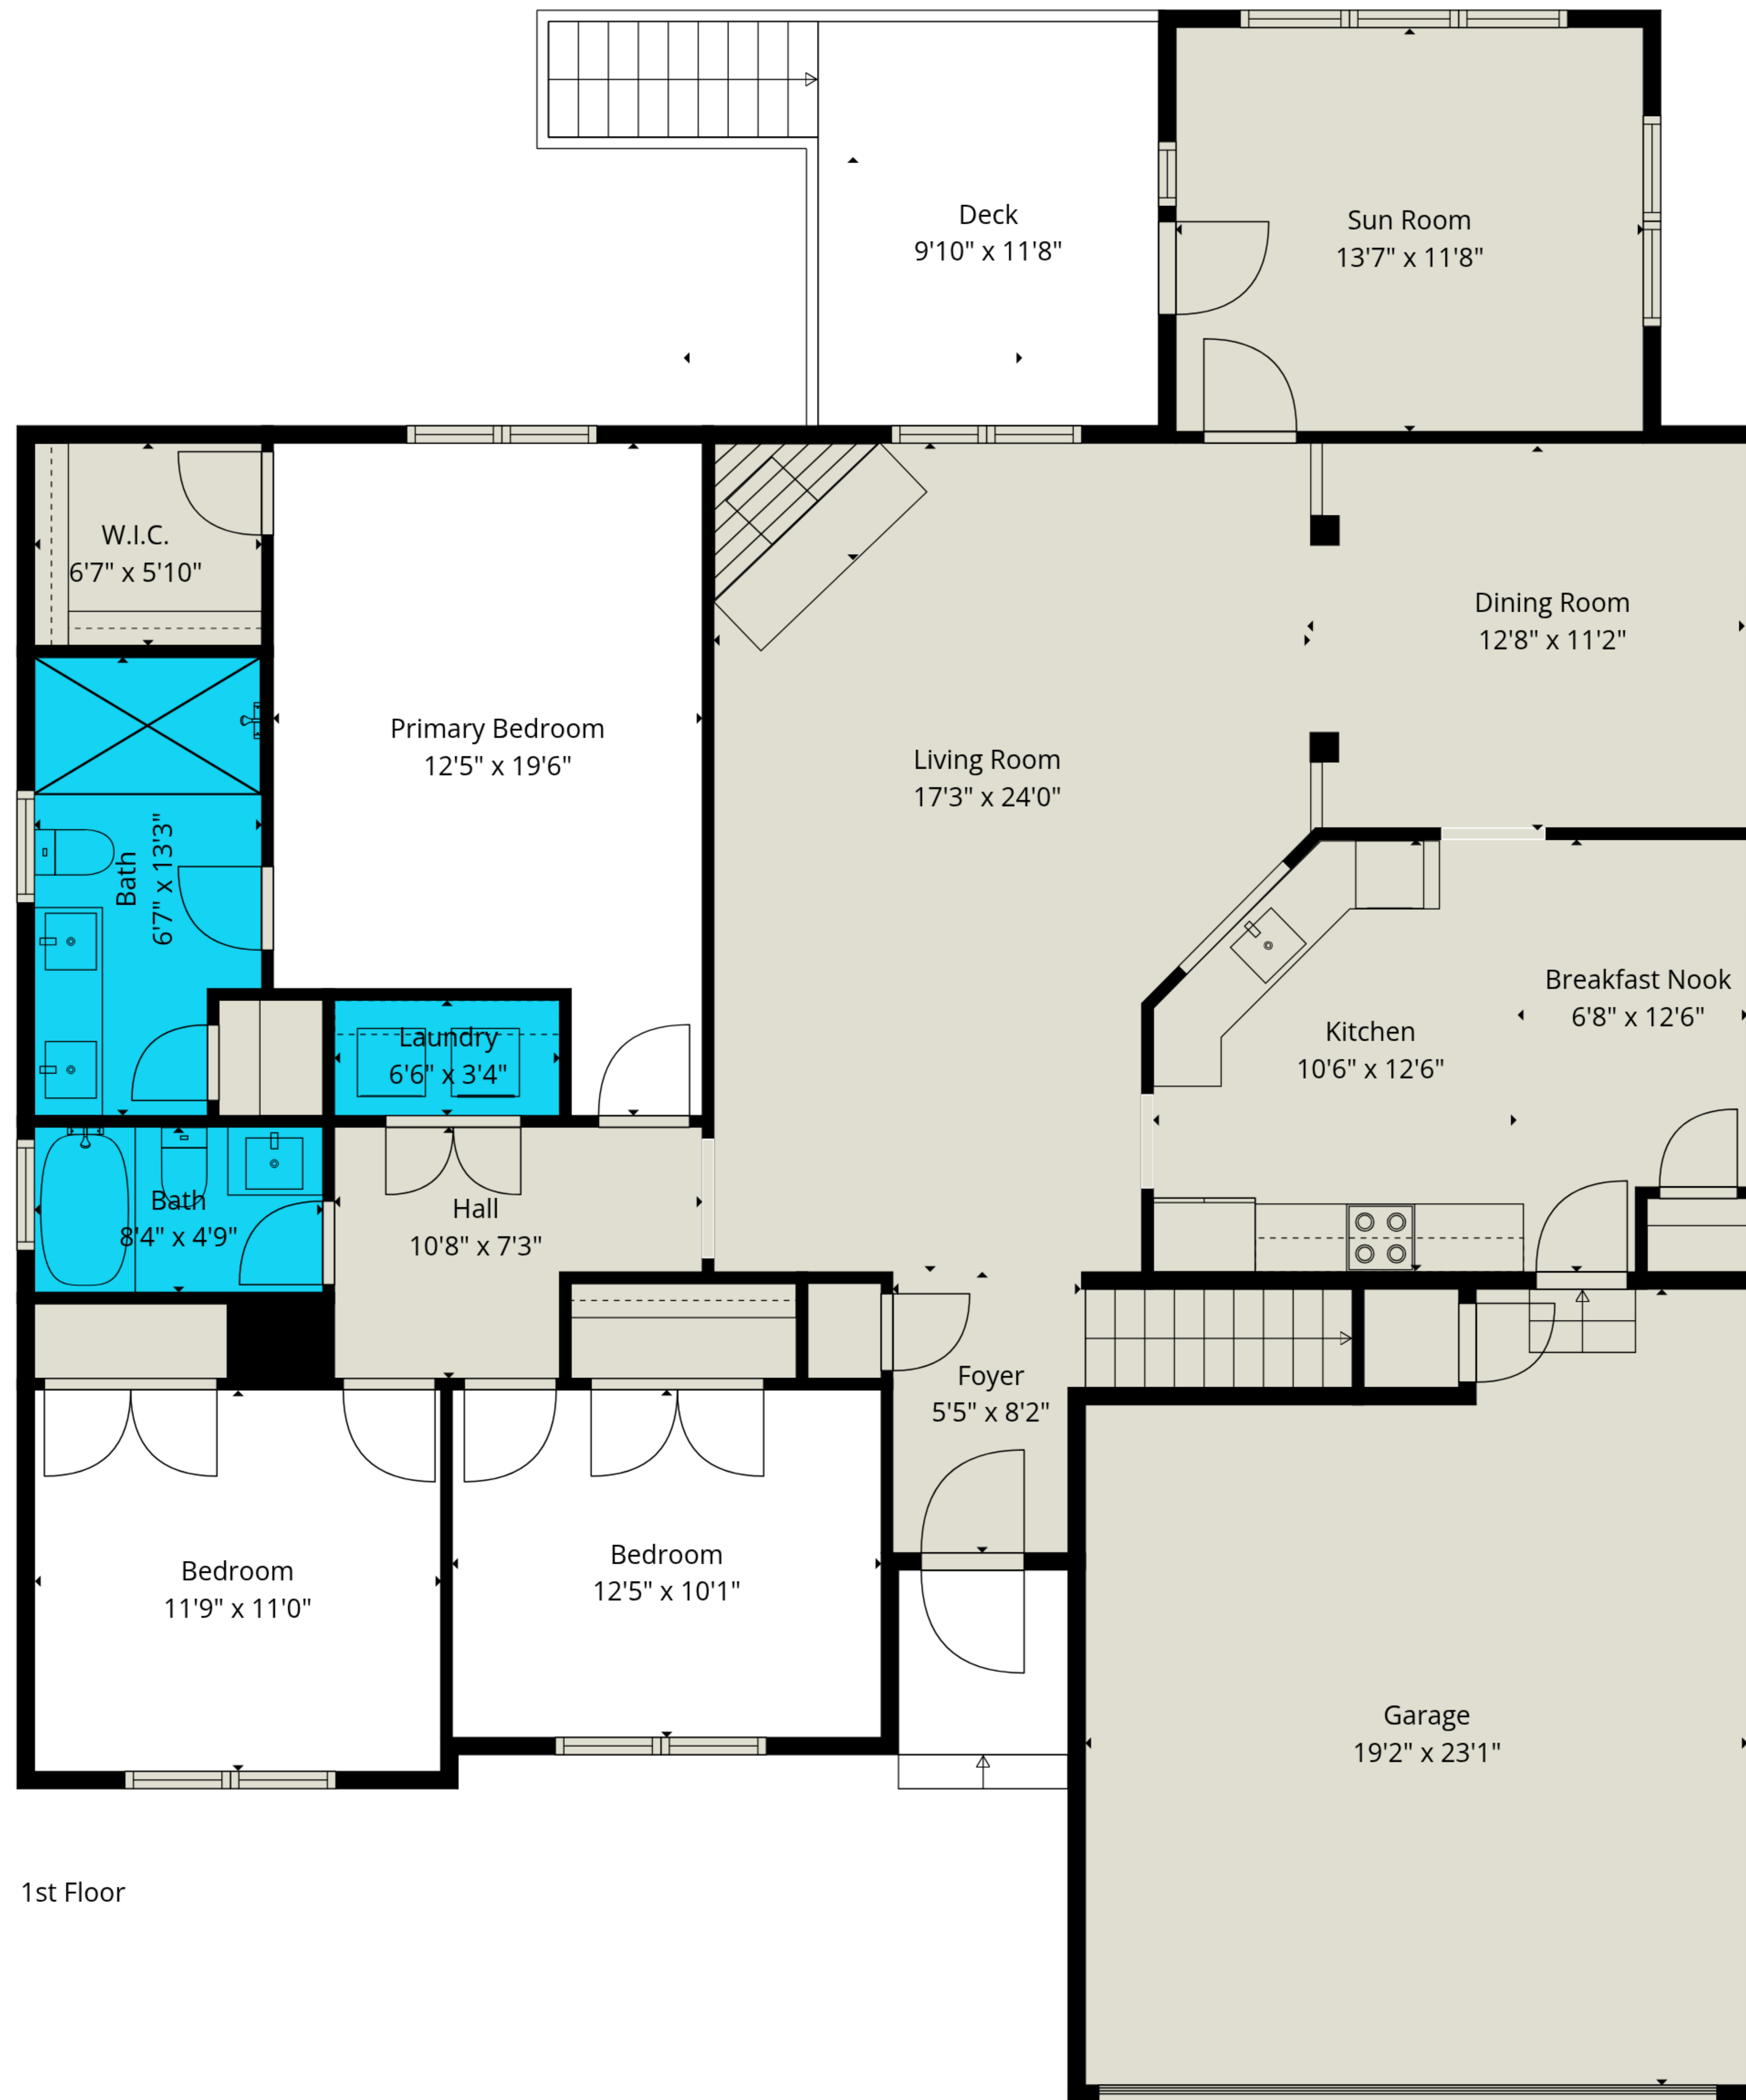 Deck
9'10" x 11'8"
Sun Room
13'7" x 11'8"
W.I.C.
6'7" x 5'10"
Dining Room
12'8" x 11'2"
Primary Bedroom
12'5" x 19'6"
Living Room
17'3" x 24'0"
Bath
6'7" x 13'3"
Breakfast Nook
6'8" x 12'6"
Kitchen
10'6" x 12'6"
Laundry
6'6" x 3'4"
Bath
8'4" x 4'9"
Hall
10'8" x 7'3"
Foyer
5'5" x 8'2"
Bedroom
11'9" x 11'0"
Bedroom
12'5" x 10'1"
Garage
19'2" x 23'1"
1st Floor